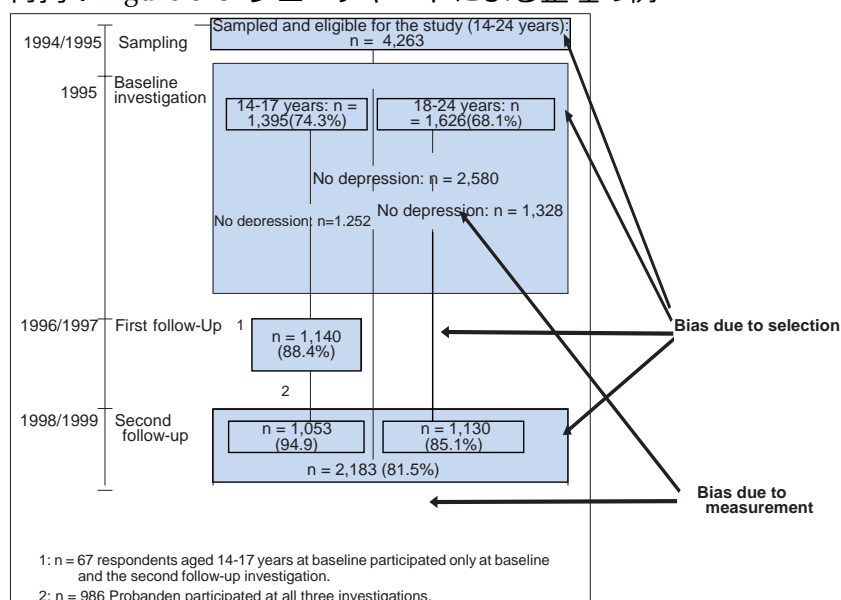 Sampled and eligible for the study (14-24 years):
n = 4,263
1994/1995 Sampling
1995 Baseline
investigation
14-17 years: n =
1,395(74.3%)
18-24 years: n
= 1,626(68.1%)
No depression: n = 2,580
No depression: n = 1,328
No depression: n=1.252
1996/1997 First follow-Up 1
n = 1,140
(88.4%)
Bias due to selection
2
1998/1999 Second
follow-up
n = 1,053
(94.9)
n = 1,130
(85.1%)
n = 2,183 (81.5%)
Bias due to
measurement
1: n = 67 respondents aged 14-17 years at baseline participated only at baseline
and the second follow-up investigation.
2: n = 986 Probanden participated at all three investigations.